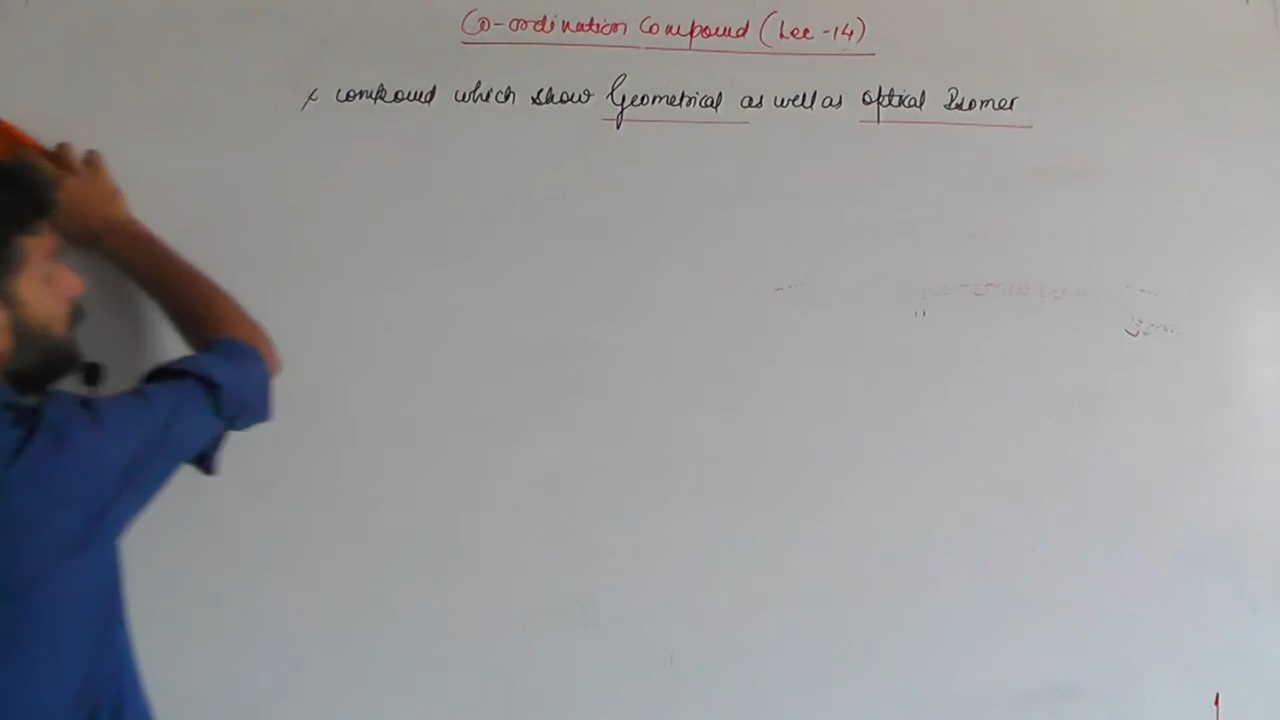 Co-ordination Compound (Lec-14)
* compound which show Geometrical as well as optical Isomer